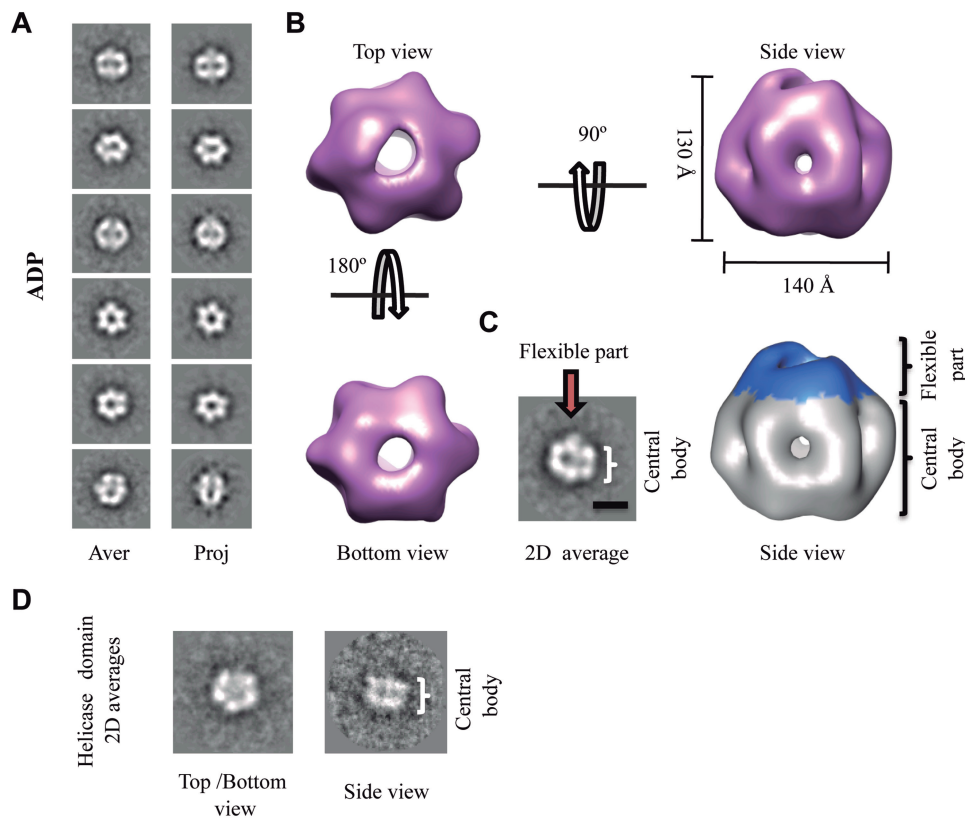 A
ADP
Aver
Proj
B
Top view
Side view
90º
130 Å
140 Å
180º
Bottom view
C
Flexible part
Central
body
2D average
Flexible
part
Central
body
Side view
D
Helicase domain
2D averages
Top /Bottom
view
Side view
Central
body